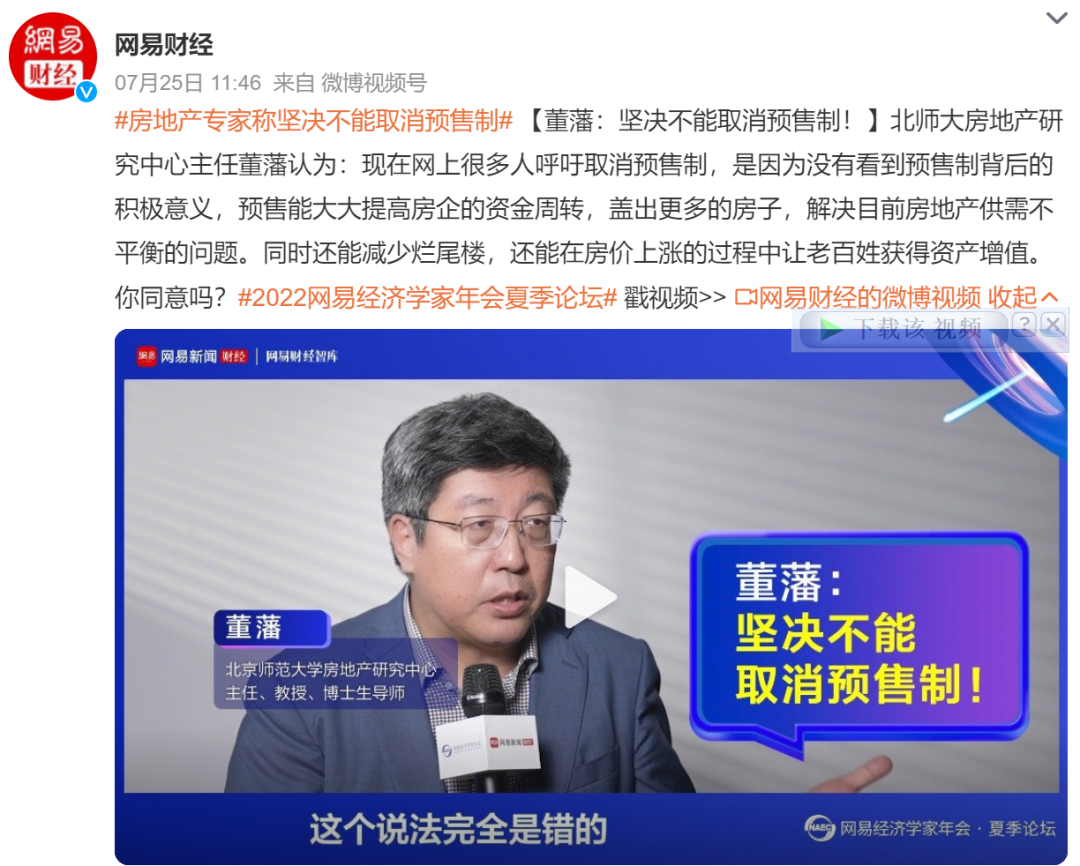 網易
财经
网易财经
07月25日 11:46 来自 微博视频号
#房地产专家称坚决不能取消预售制# 【董藩：坚决不能取消预售制！】北师大房地产研
究中心主任董藩认为：现在网上很多人呼吁取消预售制，是因为没有看到预售制背后的
积极意义，预售能大大提高房企的资金周转，盖出更多的房子，解决目前房地产供需不
平衡的问题。同时还能减少烂尾楼，还能在房价上涨的过程中让老百姓获得资产增值。
你同意吗？#2022网易经济学家年会夏季论坛# 戳视频>> 网易财经的微博视频 收起
下载该 视频 ?
網易 网易新闻 财经 | 网易财经智库
董藩：
坚决不能
取消预售制！
董藩
北京师范大学房地产研究中心
主任、教授、博士生导师
网易新闻
这个说法完全是错的
NAEC 网易经济学家年会 · 夏季论坛